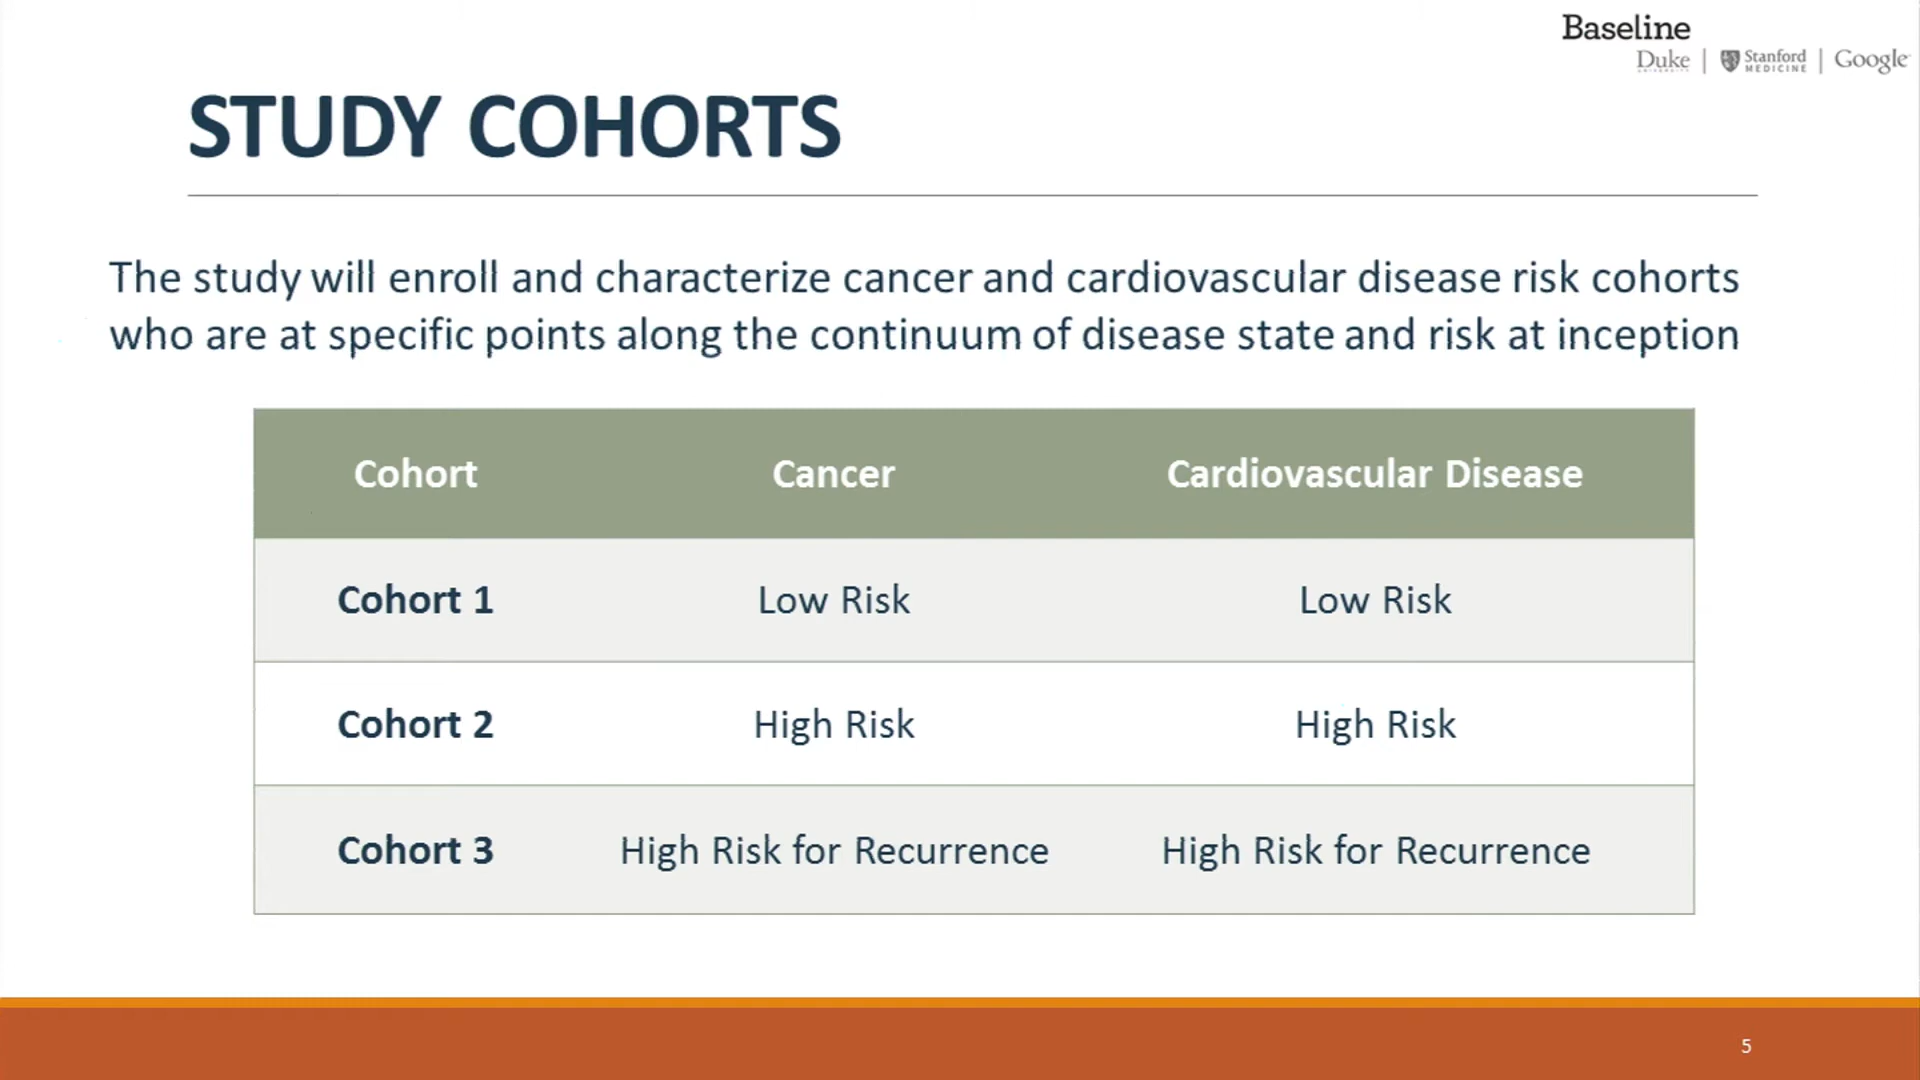 Baseline
Duke UNIVERSITY | Stanford MEDICINE | Google
STUDY COHORTS
The study will enroll and characterize cancer and cardiovascular disease risk cohorts
who are at specific points along the continuum of disease state and risk at inception
Cohort Cancer Cardiovascular Disease
Cohort 1 Low Risk Low Risk
Cohort 2 High Risk High Risk
Cohort 3 High Risk for Recurrence High Risk for Recurrence
5